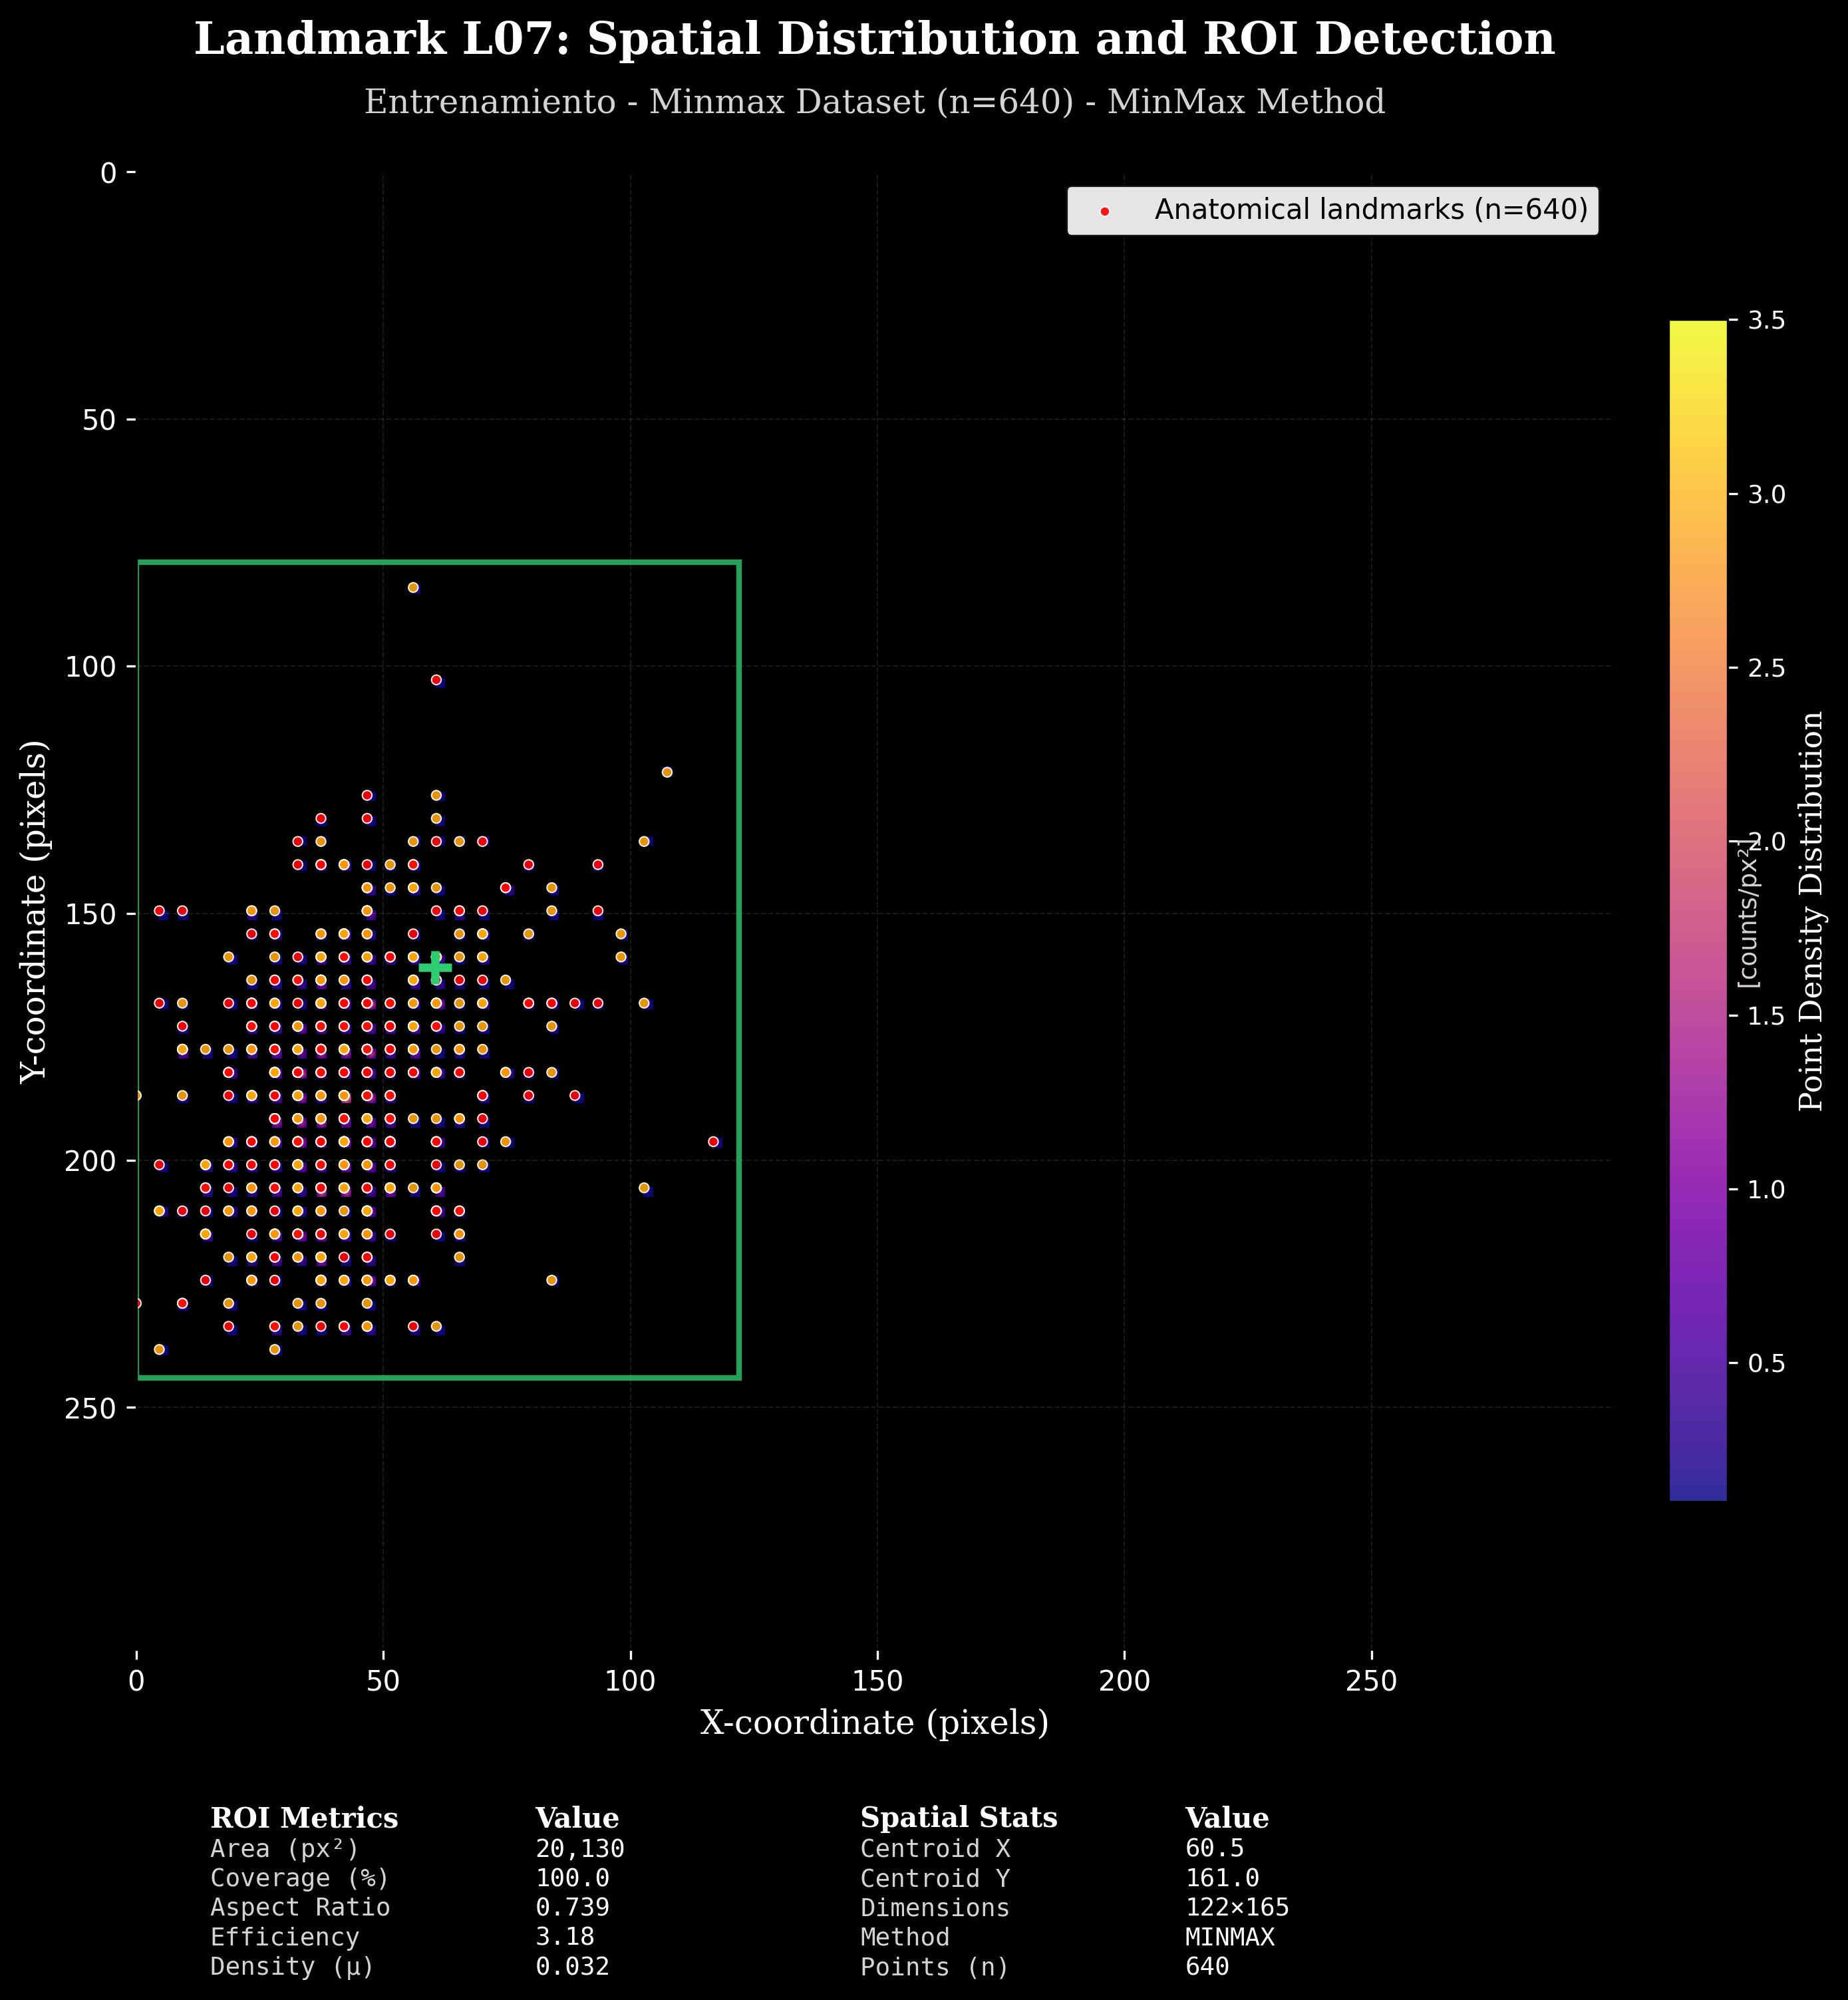 Landmark L07: Spatial Distribution and ROI Detection
Entrenamiento - Minmax Dataset (n=640) - MinMax Method
Anatomical landmarks (n=640)
0
50
100
150
200
250
Y-coordinate (pixels)
0 50 100 150 200 250
X-coordinate (pixels)
3.5
3.0
2.5
2.0
1.5
1.0
0.5
[counts/px²]
Point Density Distribution
ROI Metrics Value Spatial Stats Value
Area (px²) 20,130 Centroid X 60.5
Coverage (%) 100.0 Centroid Y 161.0
Aspect Ratio 0.739 Dimensions 122×165
Efficiency 3.18 Method MINMAX
Density (μ) 0.032 Points (n) 640